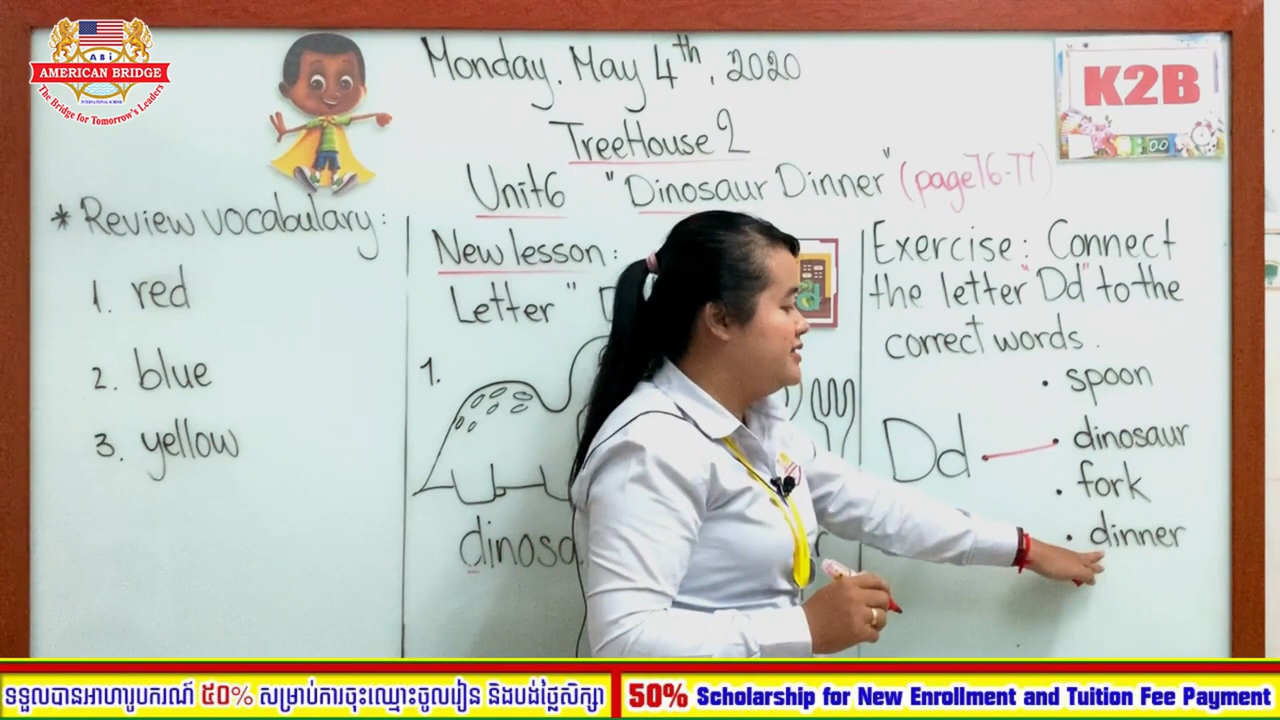 ABi
AMERICAN BRIDGE
INTERNATIONAL SCHOOL
The Bridge for Tomorrow's Leaders
Monday, May 4th, 2020
K2B
TreeHouse 2
Unit6 "Dinosaur Dinner" (page 76-77)
* Review vocabulary:
1. red
2. blue
3. yellow
New lesson:
Letter "D
1.
dinosa
Exercise: Connect
the letter "Dd" to the
correct words.
• spoon
Dd • dinosaur
• fork
• dinner
ទទួលបានអាហារូបករណ៍ ៥០% សម្រាប់ការចុះឈ្មោះចូលរៀន និងបង់ថ្លៃសិក្សា
50% Scholarship for New Enrollment and Tuition Fee Payment